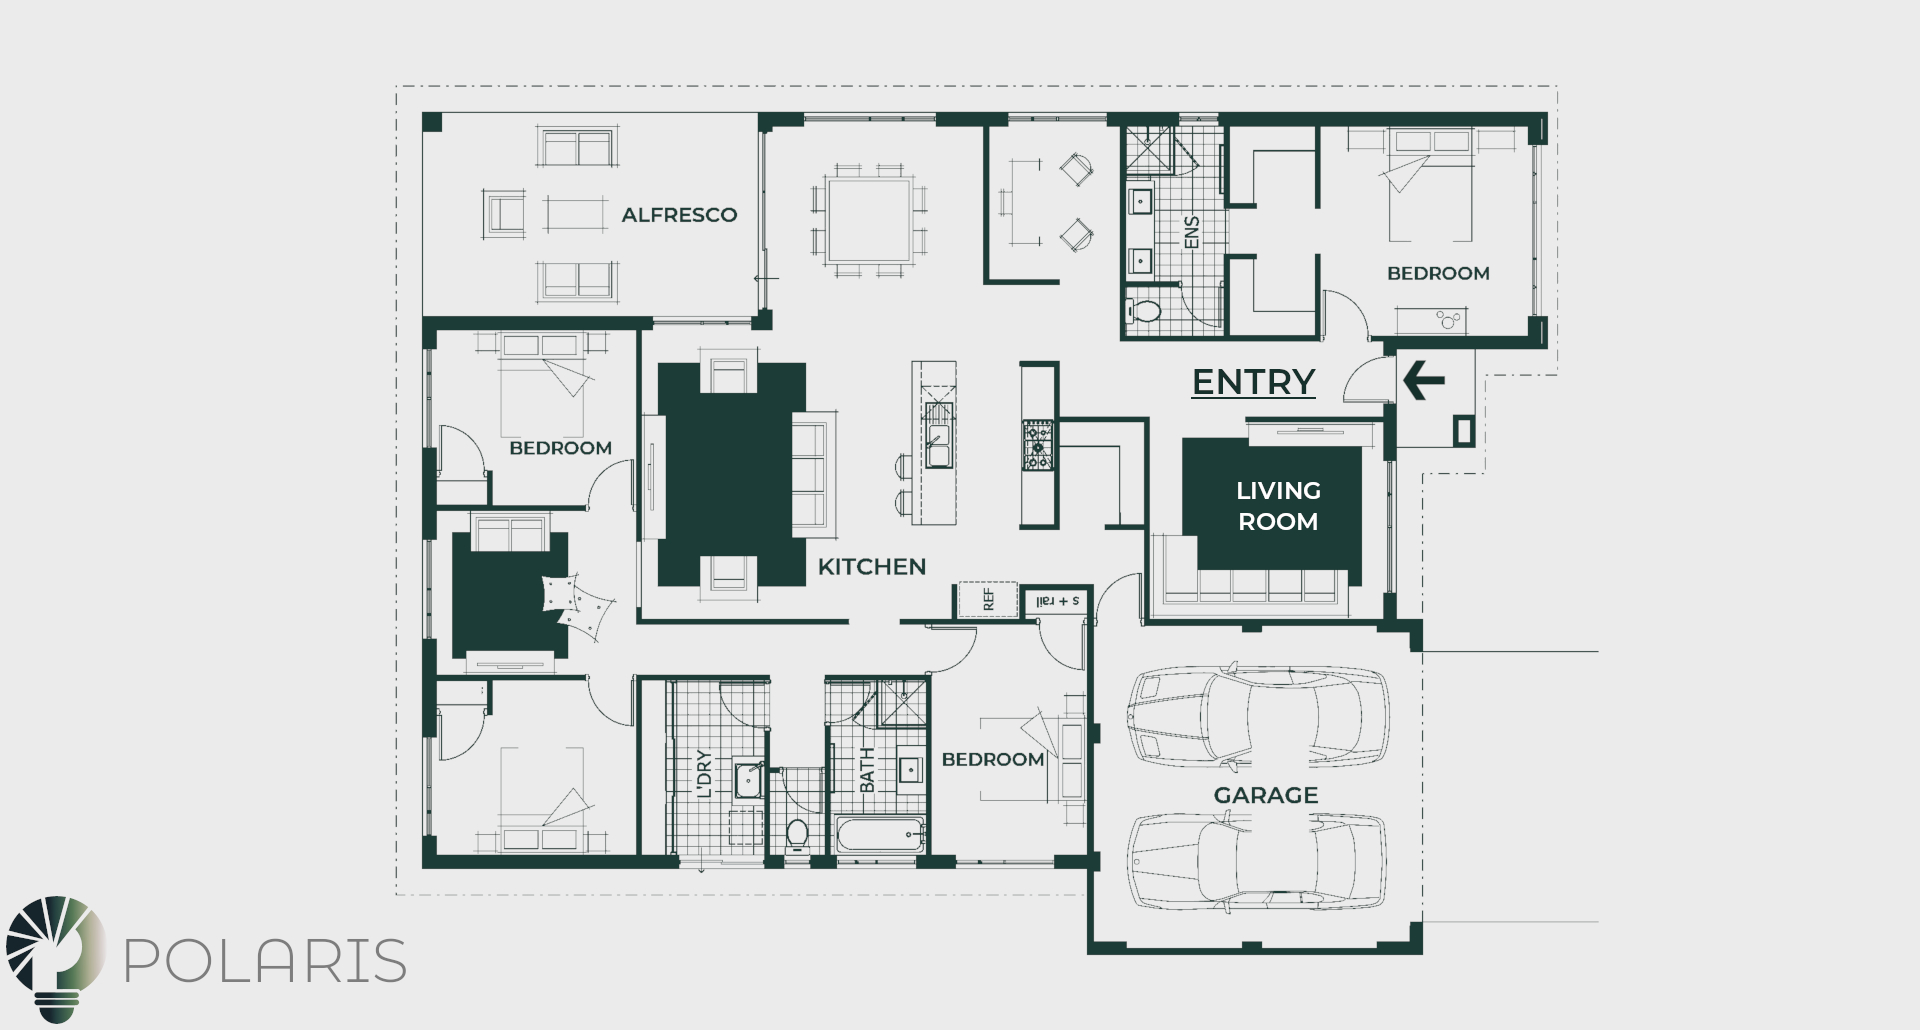 ALFRESCO
ENS
BEDROOM
ENTRY
BEDROOM
LIVING
ROOM
KITCHEN
REF
s + rail
L'DRY
BATH
BEDROOM
GARAGE
POLARIS